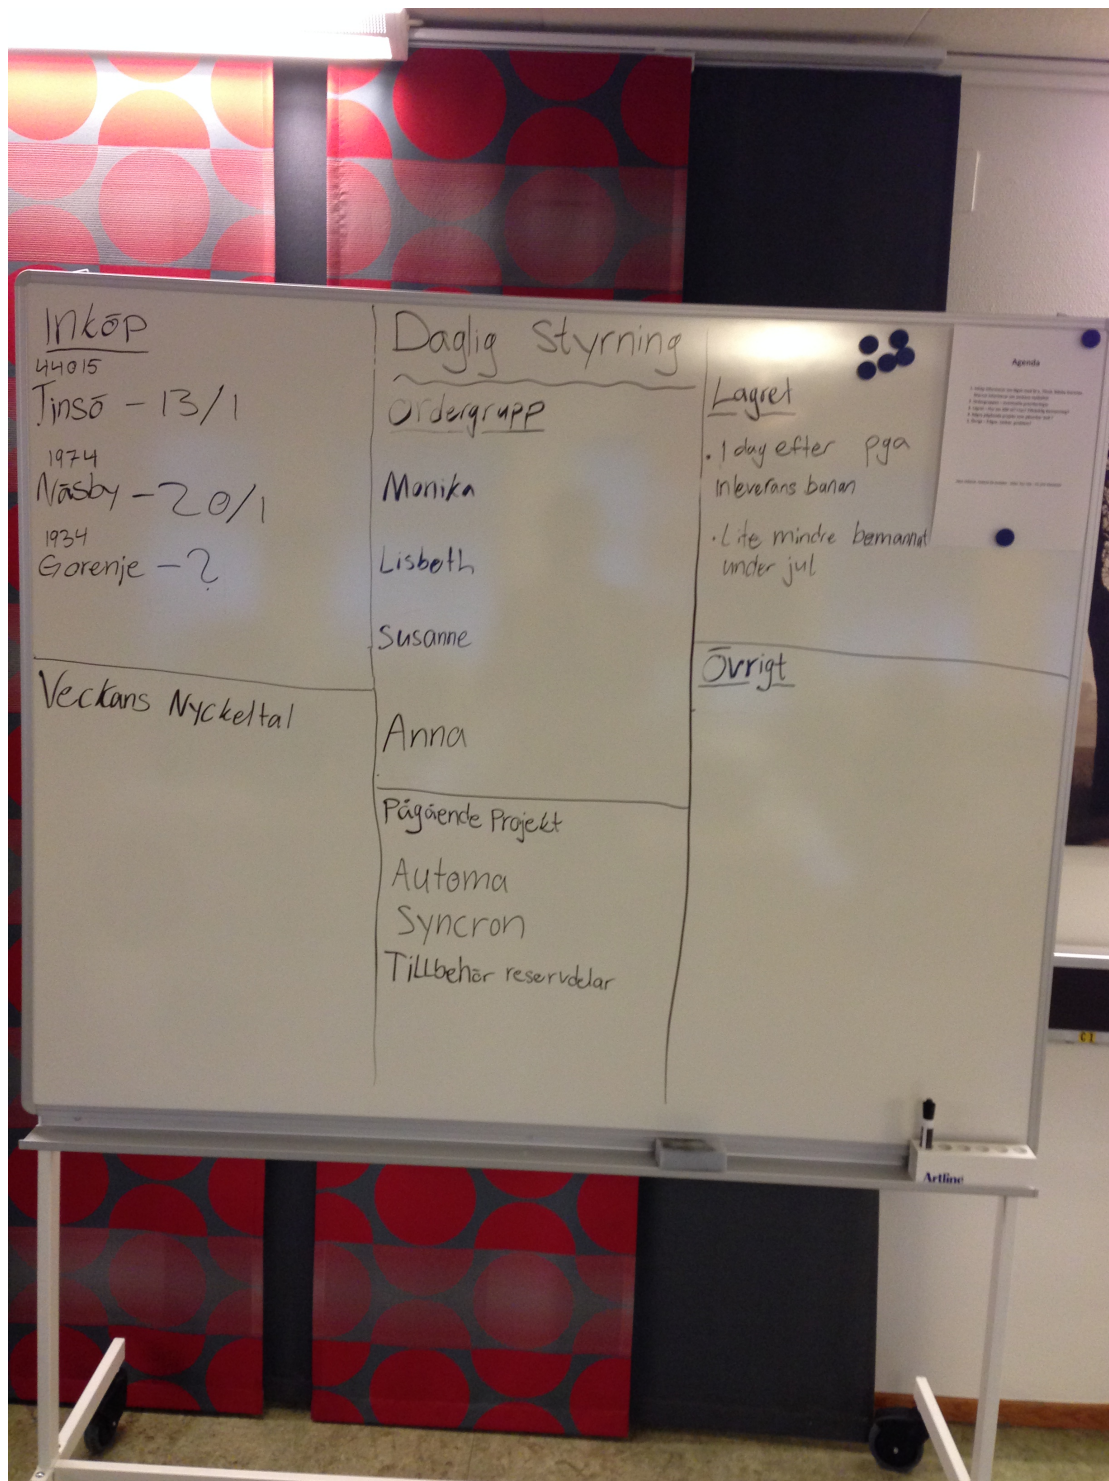 Inköp
44015
Tinsö - 13/1
1974
Näsby - 20/1
1934
Gorenje - ?
Veckans Nyckeltal
Daglig Styrning
Ordergrupp
Monika
Lisbeth
Susanne
Anna
Pågående Projekt
Automa
Syncron
Tillbehör reservdelar
Lagret
· 1 dag efter pga
inleverans banan
· Lite mindre bemannat
under jul
Övrigt
Agenda
Artline